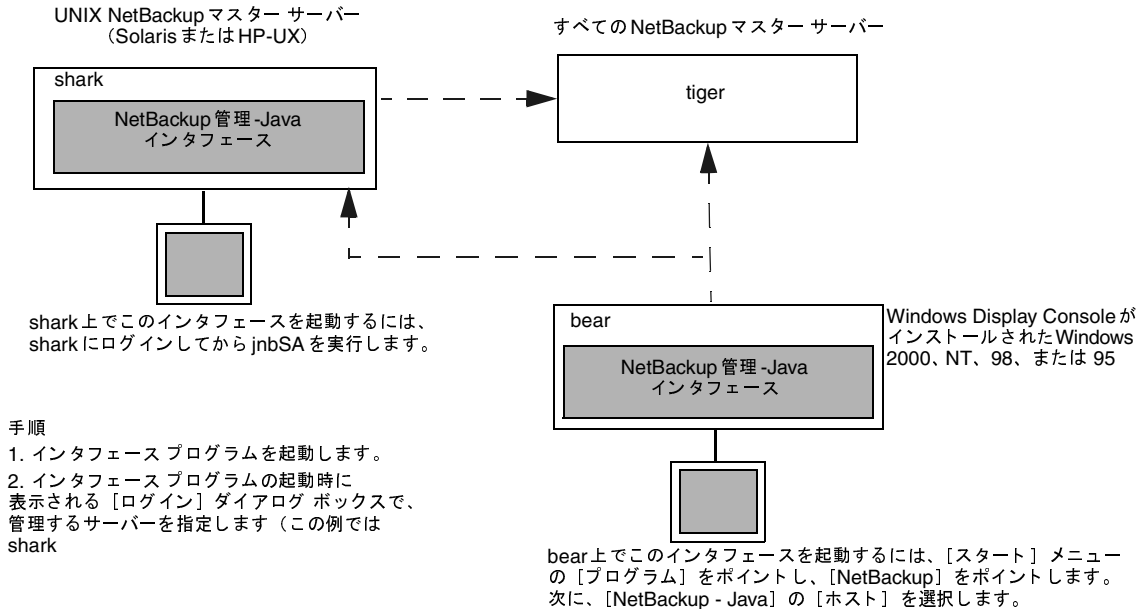 UNIX NetBackup マスター サーバー
（Solaris または HP-UX）
すべての NetBackup マスター サーバー
shark
NetBackup 管理 -Java
インタフェース
tiger
shark 上でこのインタフェースを起動するには、
shark にログインしてから jnbSA を実行します。
bear
NetBackup 管理 -Java
インタフェース
Windows Display Console が
インストールされた Windows
2000、NT、98、または 95
手順
1. インタフェース プログラムを起動します。
2. インタフェース プログラムの起動時に
表示される［ログイン］ダイアログ ボックスで、
管理するサーバーを指定します（この例では
shark
bear 上でこのインタフェースを起動するには、［スタート］メニュー
の［プログラム］をポイントし、［NetBackup］をポイントします。
次に、［NetBackup - Java］の［ホスト］を選択します。